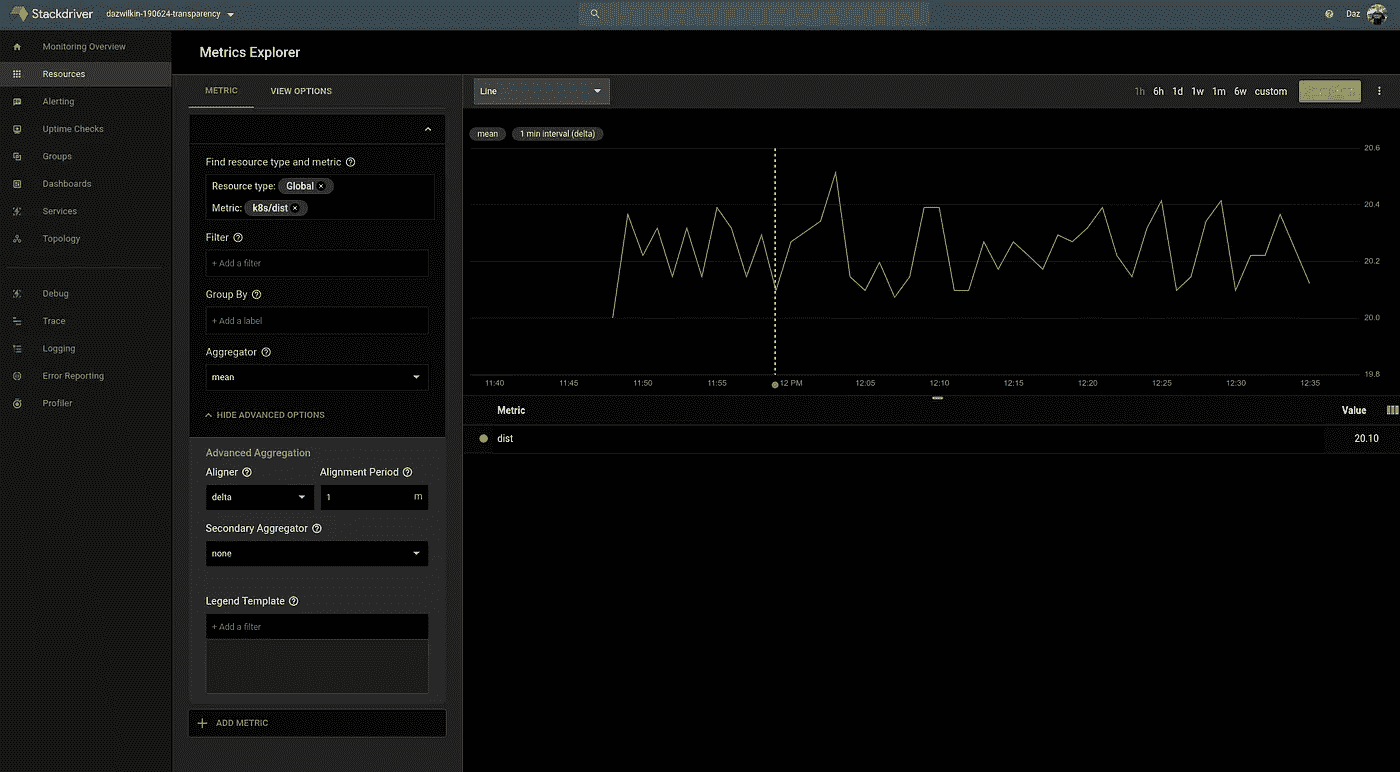 Stackdriver dazwilkin-190624-transparency Daz
Monitoring Overview
Resources
Alerting
Uptime Checks
Groups
Dashboards
Services
Topology
Debug
Trace
Logging
Error Reporting
Profiler
Metrics Explorer
METRIC VIEW OPTIONS
Find resource type and metric
Resource type: Global
Metric: k8s/dist
Filter
+ Add a filter
Group By
+ Add a label
Aggregator
mean
HIDE ADVANCED OPTIONS
Advanced Aggregation
Aligner Alignment Period
delta 1 m
Secondary Aggregator
none
Legend Template
+ Add a filter
ADD METRIC
Line 1h 6h 1d 1w 1m 6w custom
mean 1 min interval (delta)
20.6
20.4
20.2
20.0
19.8
11:40 11:45 11:50 11:55 12 PM 12:05 12:10 12:15 12:20 12:25 12:30 12:35
Metric Value
dist 20.10